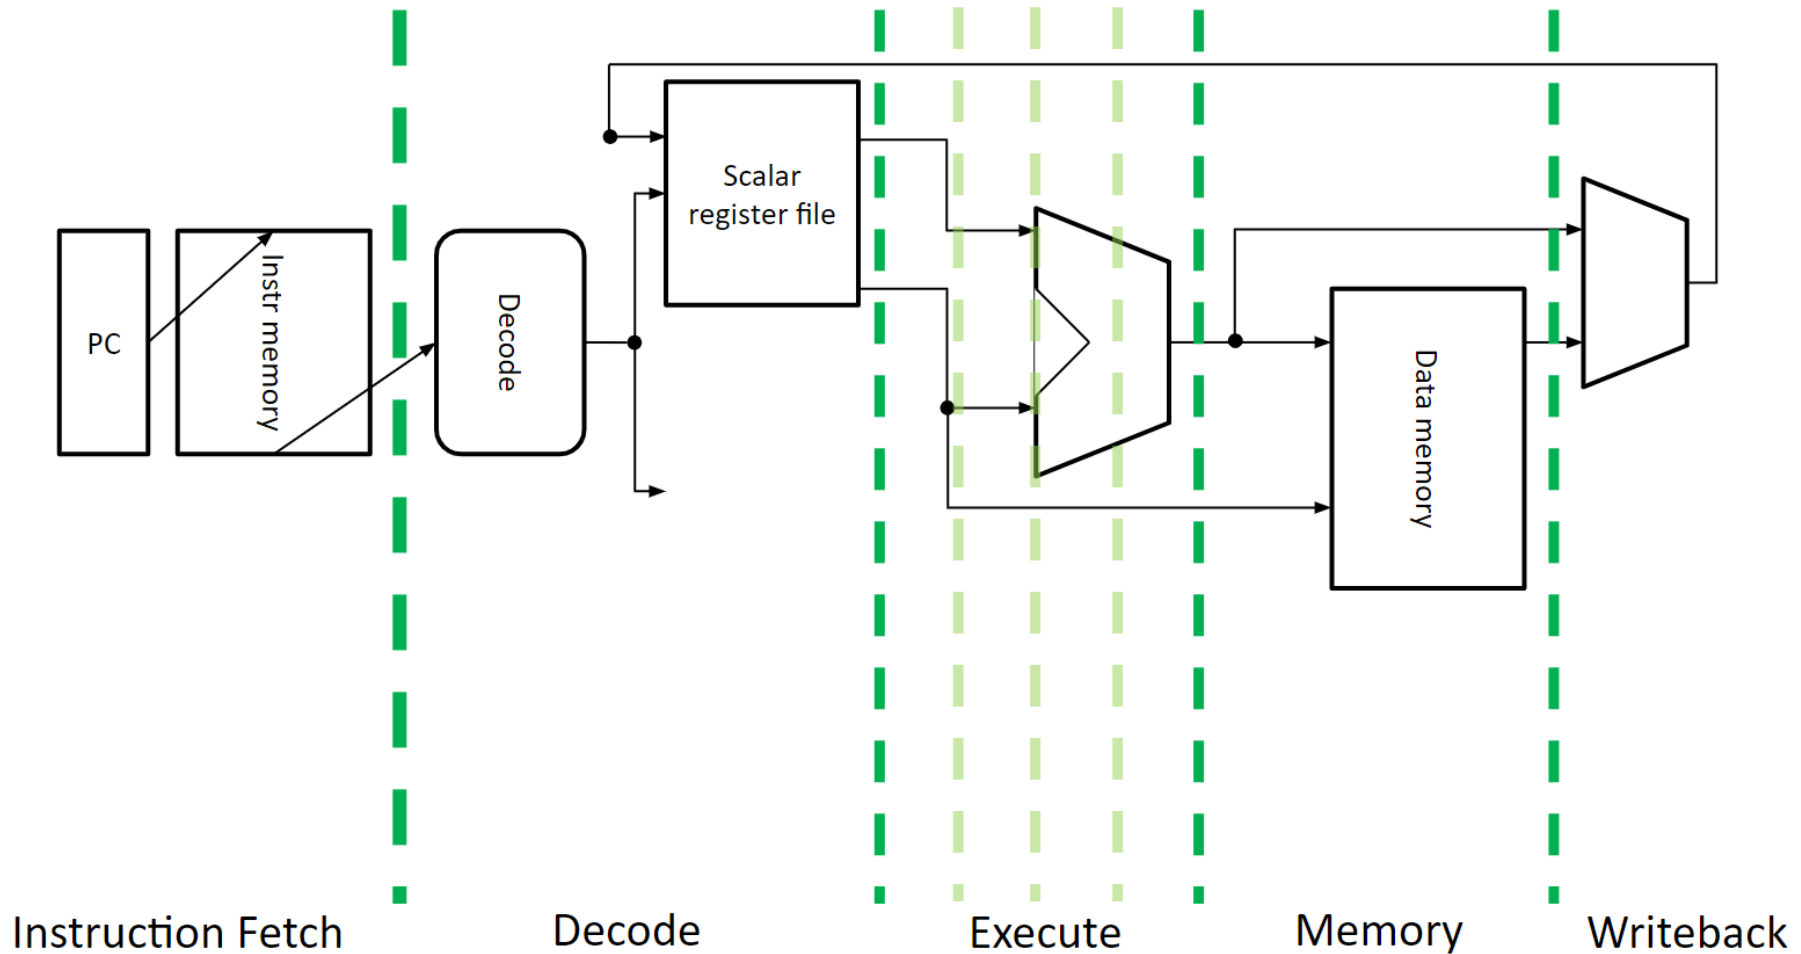 Scalar
register file
PC
Instr memory
Decode
Data memory
Instruction Fetch
Decode
Execute
Memory
Writeback